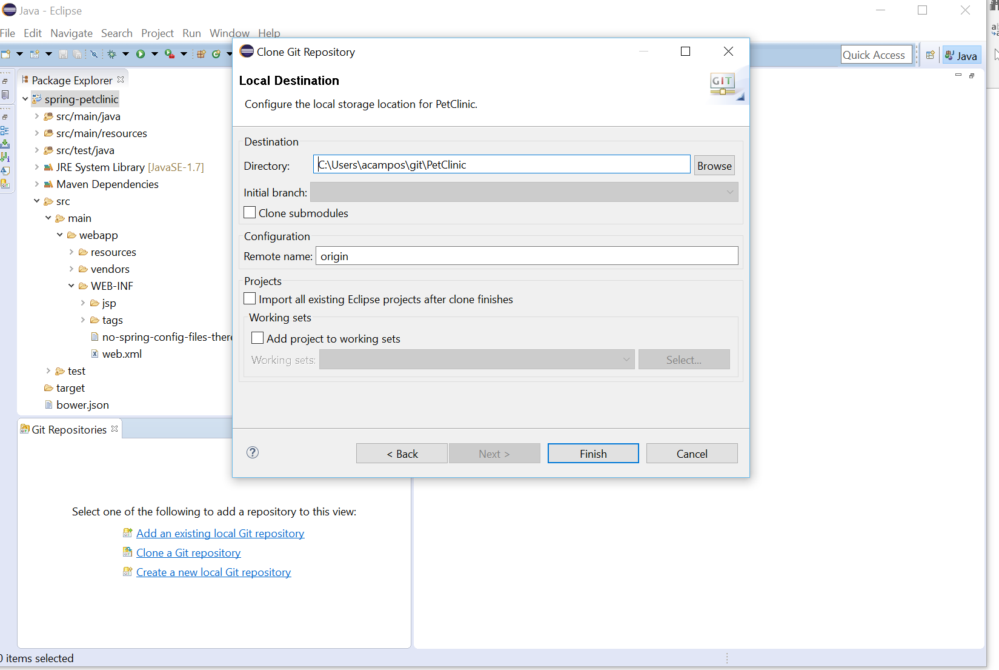 Java - Eclipse
File Edit Navigate Search Project Run Window Help
Quick Access
Java
Package Explorer
spring-petclinic
src/main/java
src/main/resources
src/test/java
JRE System Library [JavaSE-1.7]
Maven Dependencies
src
main
webapp
resources
vendors
WEB-INF
jsp
tags
no-spring-config-files-there
web.xml
test
target
bower.json
Clone Git Repository
Local Destination
GIT
Configure the local storage location for PetClinic.
Destination
Directory: C:\Users\acampos\git\PetClinic Browse
Initial branch:
Clone submodules
Configuration
Remote name: origin
Projects
Import all existing Eclipse projects after clone finishes
Working sets
Add project to working sets
Working sets: Select...
< Back Next > Finish Cancel
Git Repositories
Select one of the following to add a repository to this view:
Add an existing local Git repository
Clone a Git repository
Create a new local Git repository
0 items selected